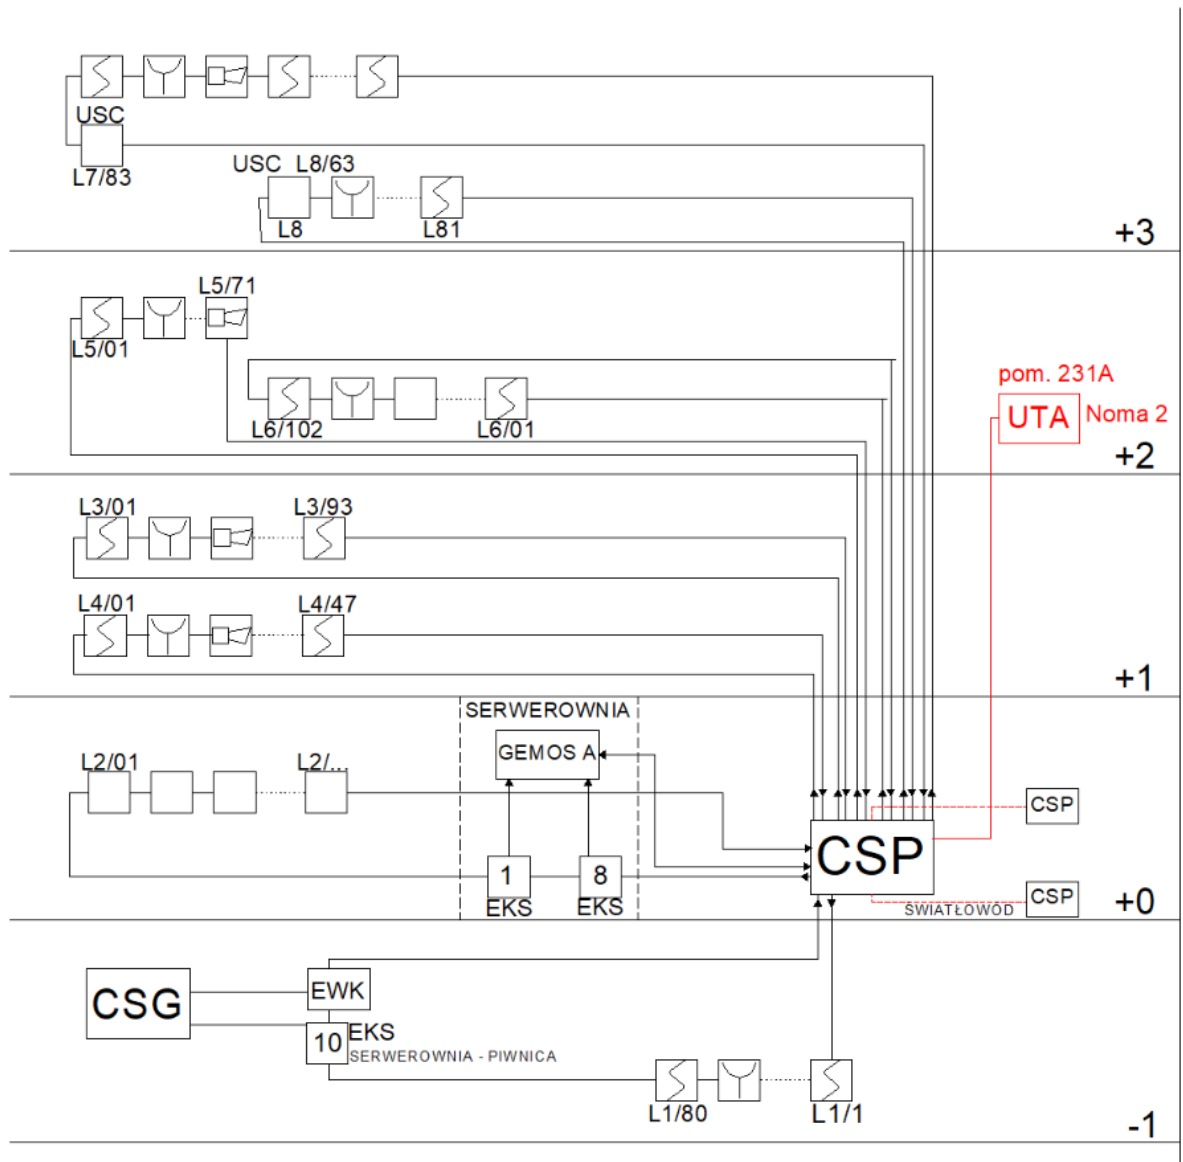 USC
L7/83
USC L8/63
L8
L81
+3
L5/71
L5/01
pom. 231A
UTA
Noma 2
L6/102
L6/01
+2
L3/01
L3/93
L4/01
L4/47
+1
SERWEROWNIA
GEMOS A
L2/01
L2/...
CSP
CSP
1
8
EKS
EKS
CSP
ŚWIATŁOWÓD
+0
CSG
EWK
10
EKS
SERWEROWNIA - PIWNICA
L1/80
L1/1
-1